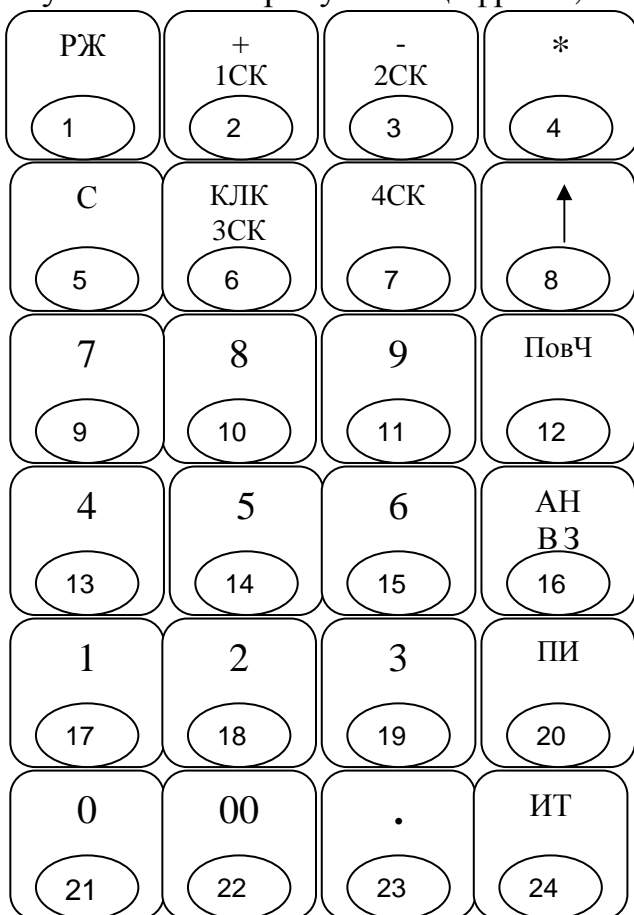 РЖ + - *
1СК 2СК
1 2 3 4
С КЛК 4СК
3СК
5 6 7 8
7 8 9 ПовЧ
9 10 11 12
4 5 6 АН
В З
13 14 15 16
1 2 3 ПИ
17 18 19 20
0 00 . ИТ
21 22 23 24